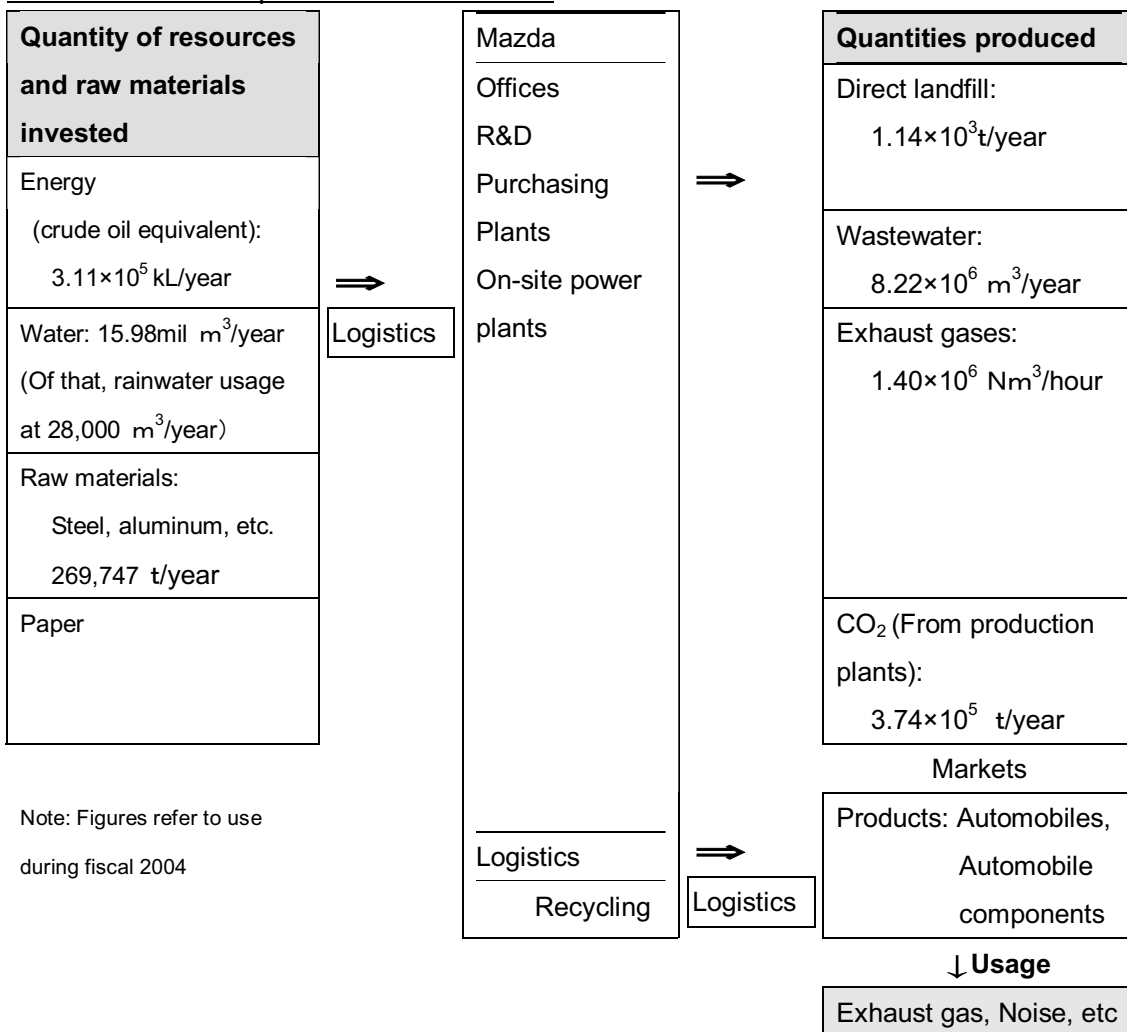 Quantity of resources
and raw materials
invested
Energy
(crude oil equivalent):
3.11×10⁵ kL/year
Water: 15.98mil m³/year
(Of that, rainwater usage
at 28,000 m³/year)
Raw materials:
Steel, aluminum, etc.
269,747 t/year
Paper
Note: Figures refer to use
during fiscal 2004
⇒
Logistics
Mazda
Offices
R&D
Purchasing
Plants
On-site power
plants
Logistics
Recycling
⇒
⇒
Logistics
Quantities produced
Direct landfill:
1.14×10³t/year
Wastewater:
8.22×10⁶ m³/year
Exhaust gases:
1.40×10⁶ Nm³/hour
CO₂ (From production
plants):
3.74×10⁵ t/year
Markets
Products: Automobiles,
Automobile
components
↓Usage
Exhaust gas, Noise, etc